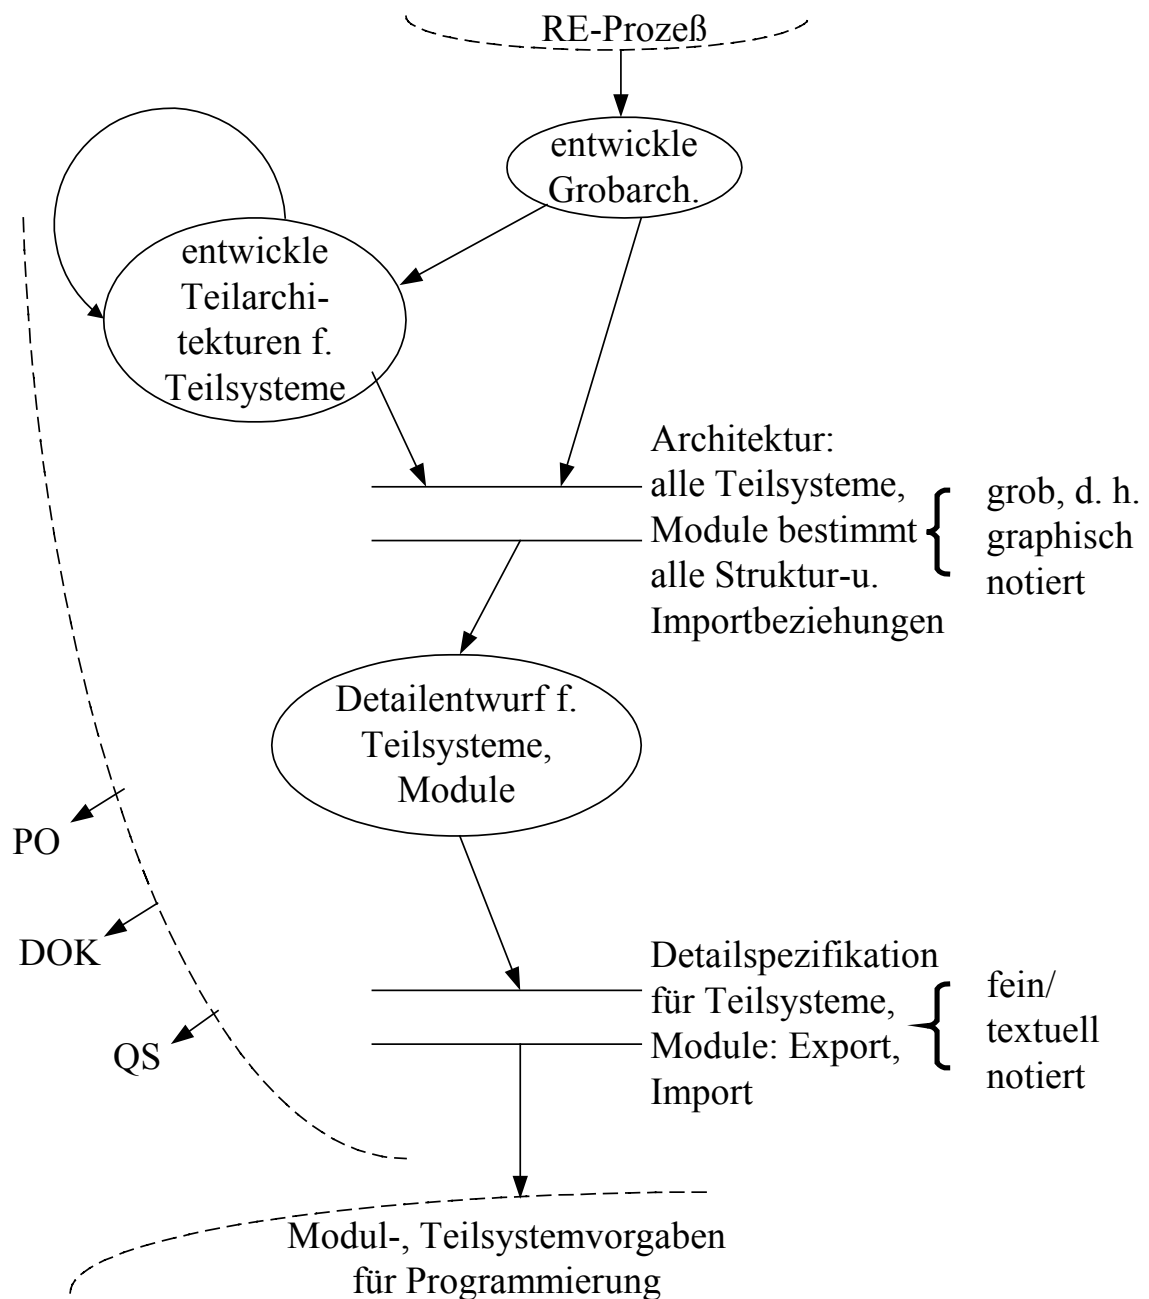 RE-Prozeß
entwickle
Grobarch.
entwickle
Teilarchi-
tekturen f.
Teilsysteme
Architektur:
alle Teilsysteme,
Module bestimmt
alle Struktur-u.
Importbeziehungen
grob, d. h.
graphisch
notiert
Detailentwurf f.
Teilsysteme,
Module
PO
DOK
QS
Detailspezifikation
für Teilsysteme,
Module: Export,
Import
fein/
textuell
notiert
Modul-, Teilsystemvorgaben
für Programmierung